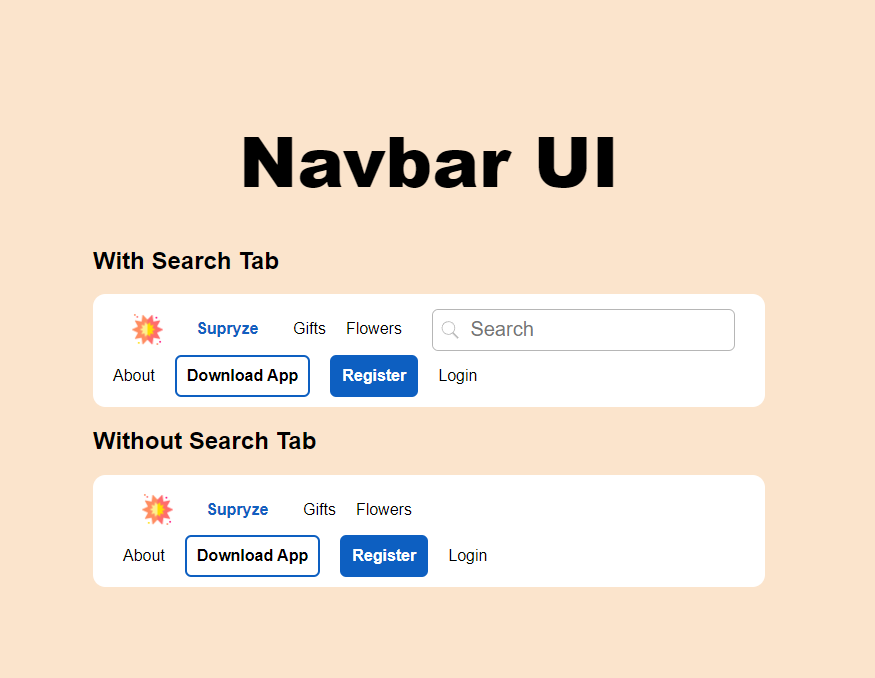 Navbar UI
With Search Tab
Supryze Gifts Flowers Search
About Download App Register Login
Without Search Tab
Supryze Gifts Flowers
About Download App Register Login